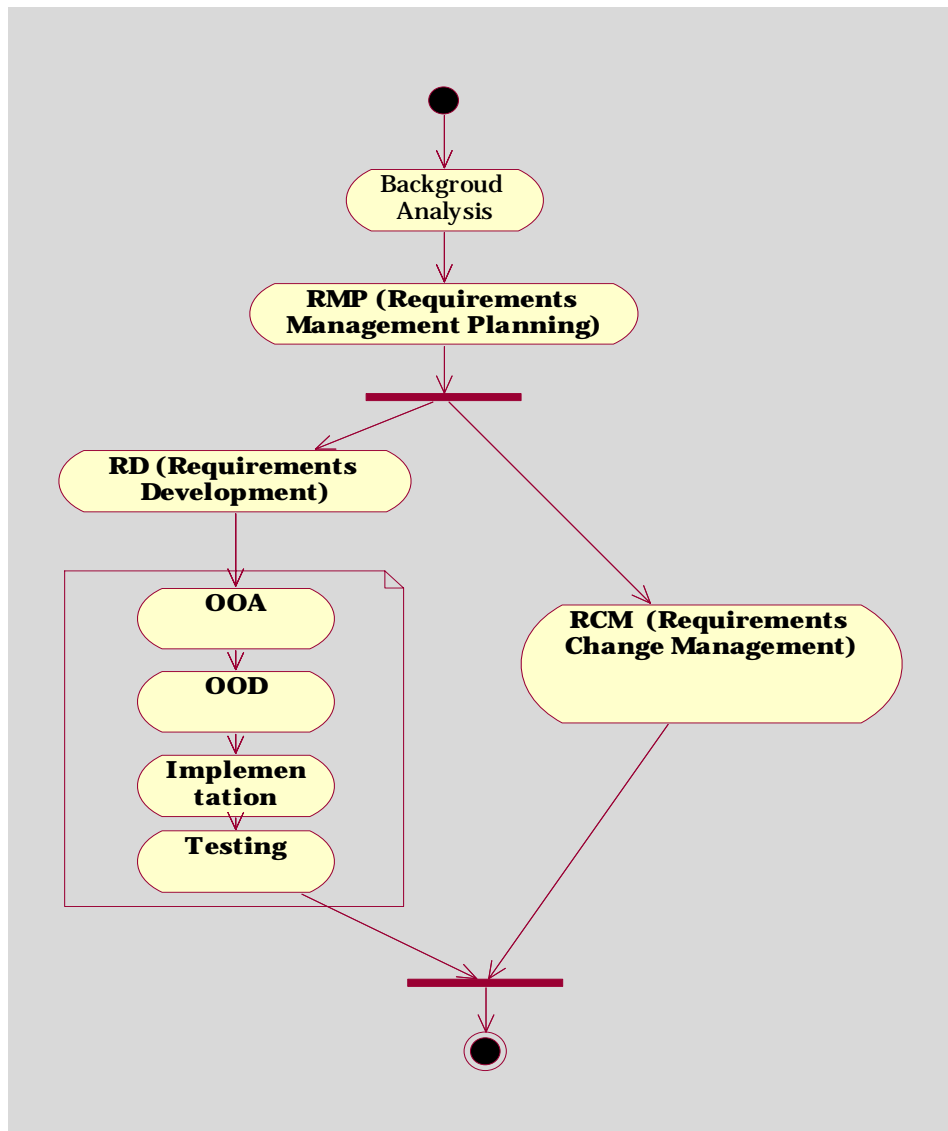 Backgroud
Analysis
RMP (Requirements
Management Planning)
RD (Requirements
Development)
OOA
OOD
Implemen
tation
Testing
RCM (Requirements
Change Management)